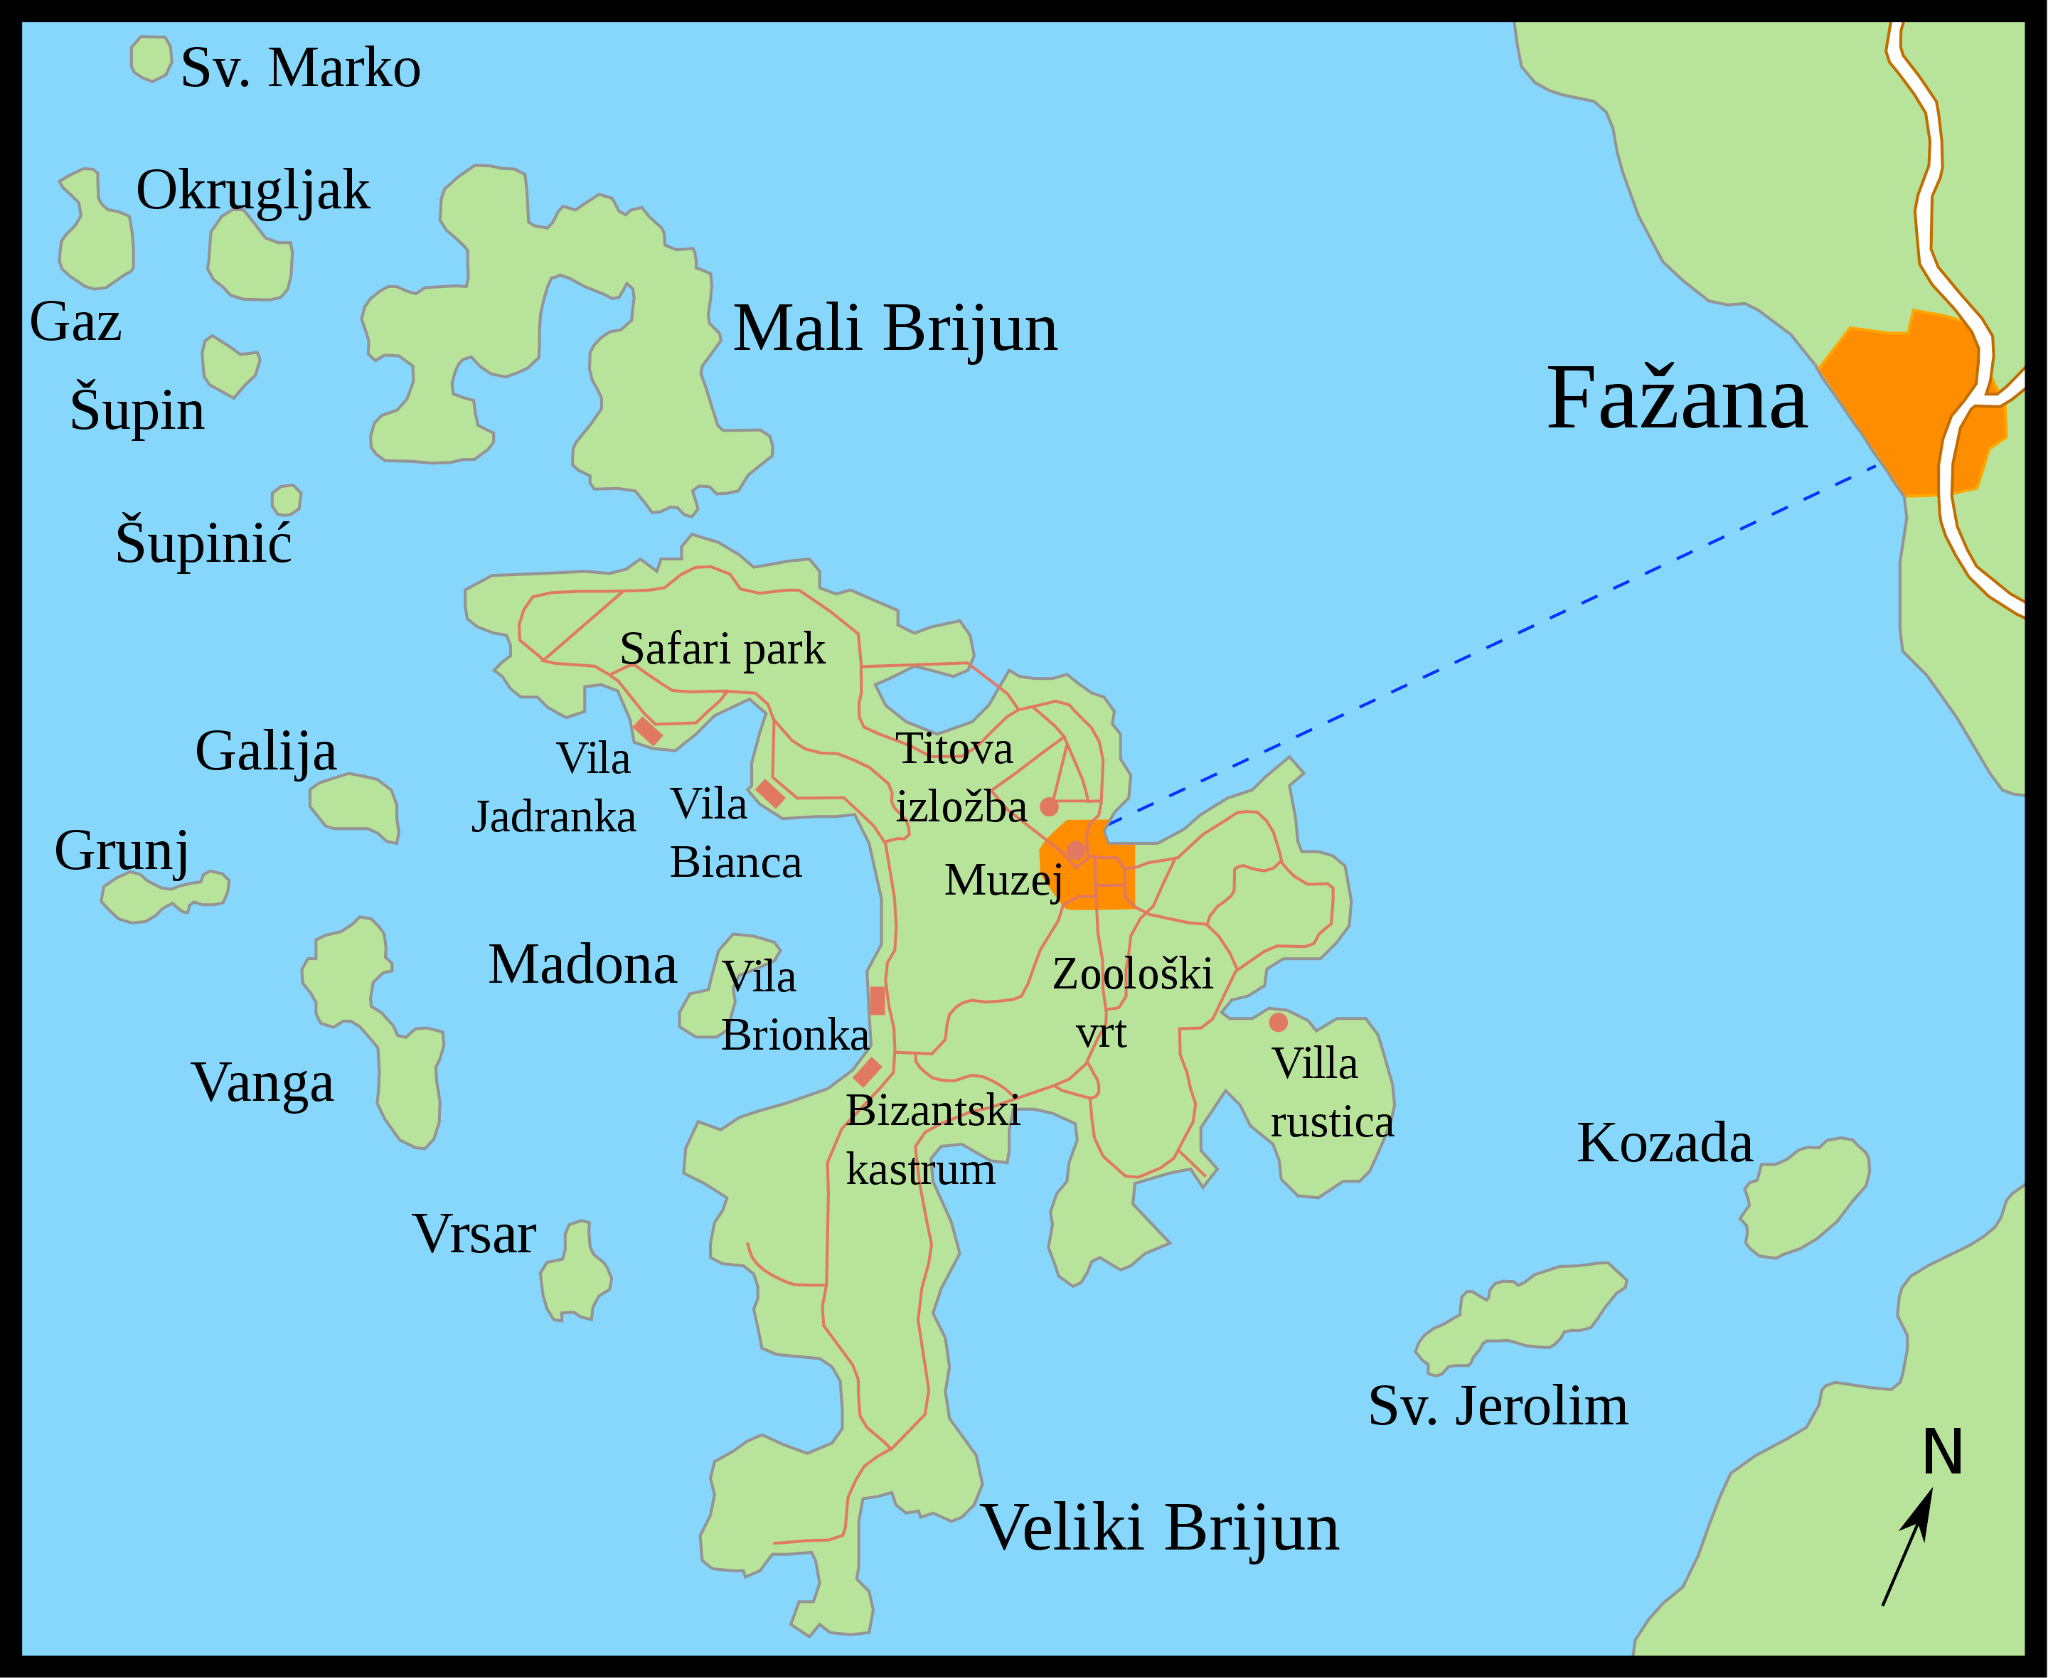 Sv. Marko
Okrugljak
Gaz
Mali Brijun
Šupin
Fažana
Šupinić
Safari park
Galija
Vila
Jadranka
Titova
izložba
Vila
Bianca
Grunj
Muzej
Madona
Vila
Brionka
Zoološki
vrt
Vanga
Villa
rustica
Bizantski
kastrum
Kozada
Vrsar
Sv. Jerolim
N
Veliki Brijun